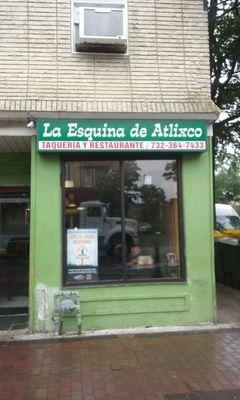 La Esquina de Atlixco
TAQUERIA Y RESTAURANTE / 732-364-7433